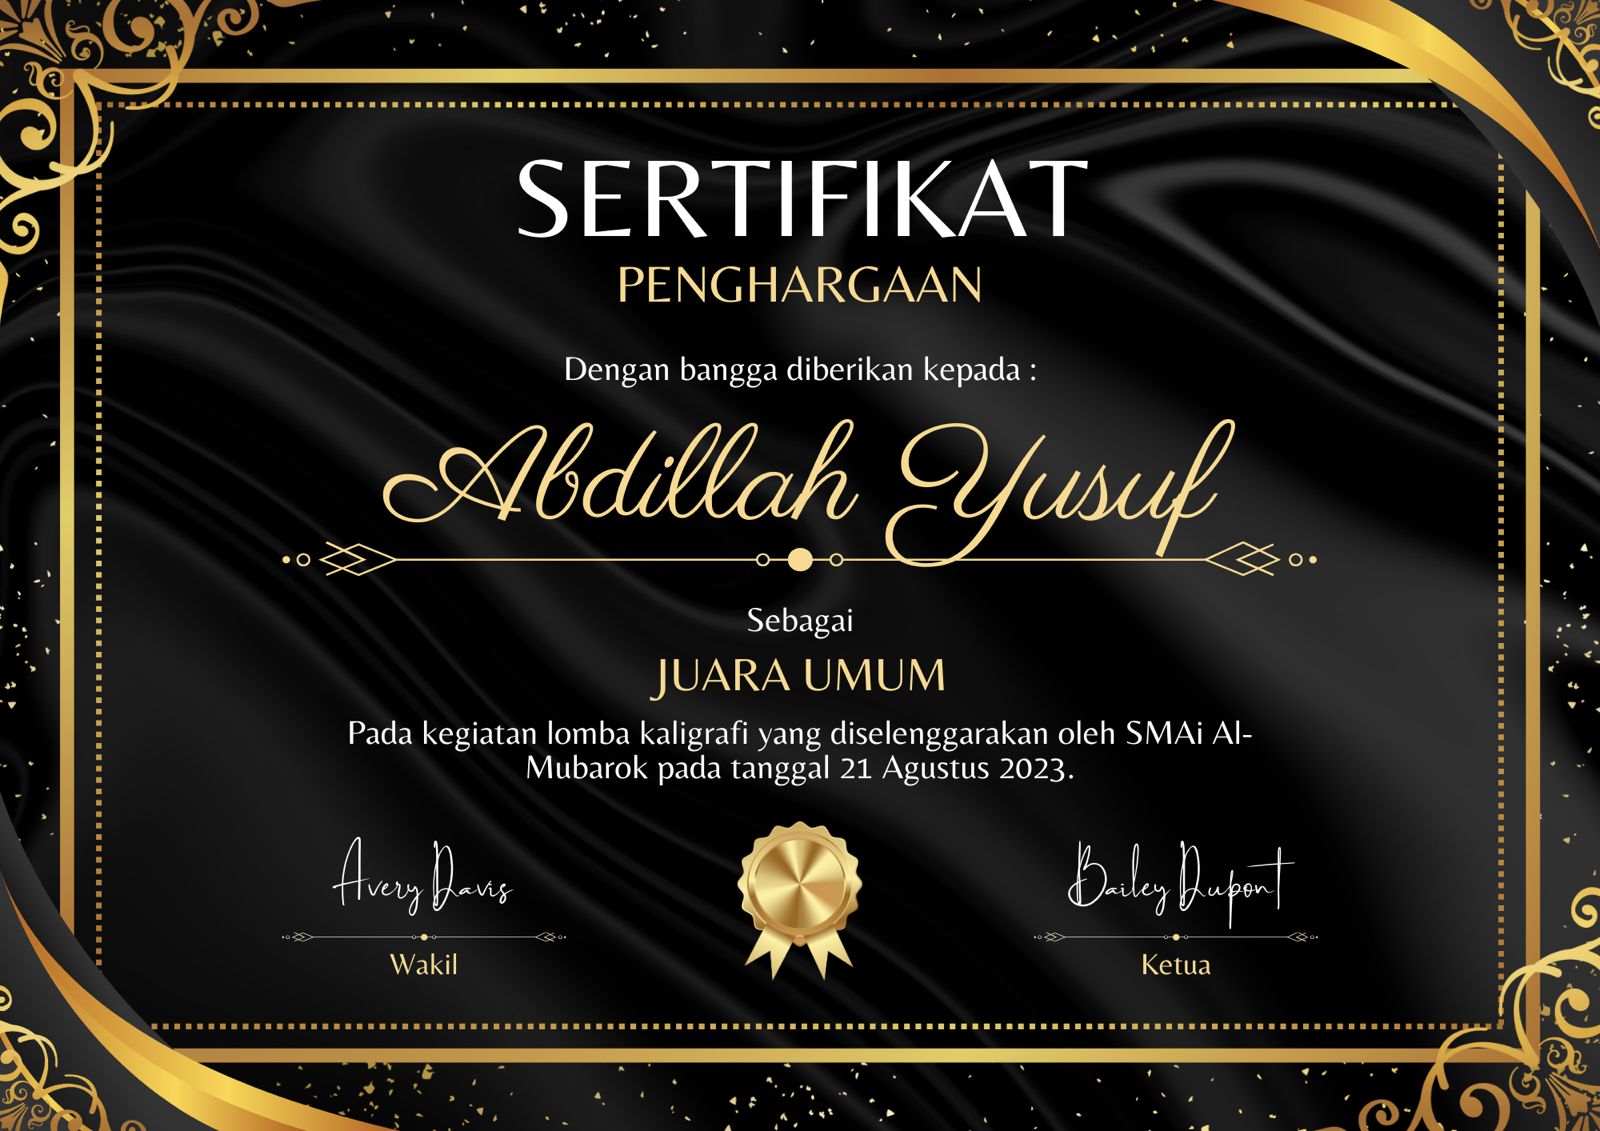 SERTIFIKAT
PENGHARGAAN
Dengan bangga diberikan kepada :
Abdillah Yusuf
Sebagai
JUARA UMUM
Pada kegiatan lomba kaligrafi yang diselenggarakan oleh SMAi Al-
Mubarok pada tanggal 21 Agustus 2023.
Avery Davis
Wakil
Bailey Dupont
Ketua